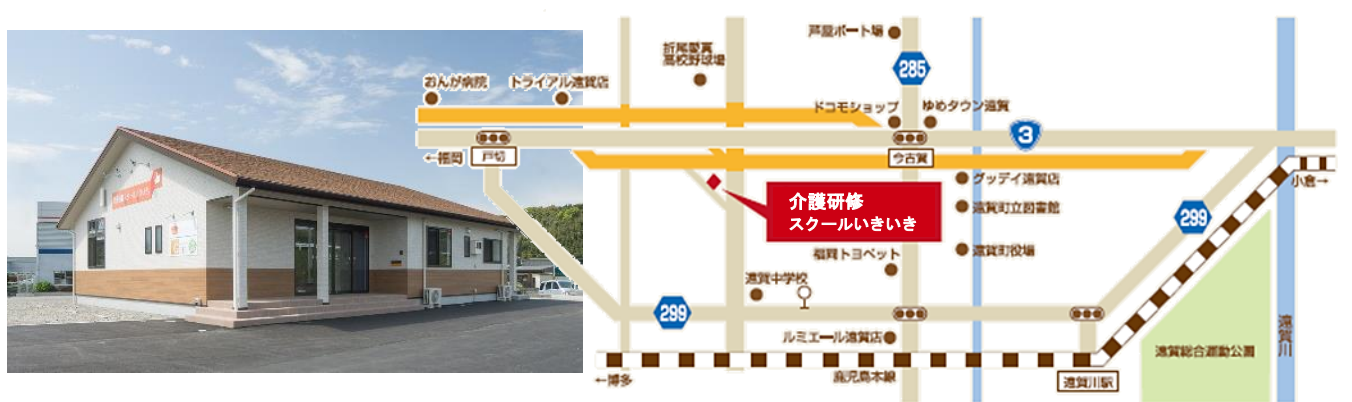 芦屋ボート場
折尾愛真
高校野球場
285
おんが病院
トライアル遠賀店
ドコモショップ
ゆめタウン遠賀
3
←福岡
戸切
今古賀
小倉→
グッデイ遠賀店
介護研修
スクールいきいき
遠賀町立図書館
299
福岡トヨペット
遠賀町役場
遠賀中学校
299
ルミエール遠賀店
遠賀川
遠賀総合運動公園
←博多
鹿児島本線
遠賀川駅